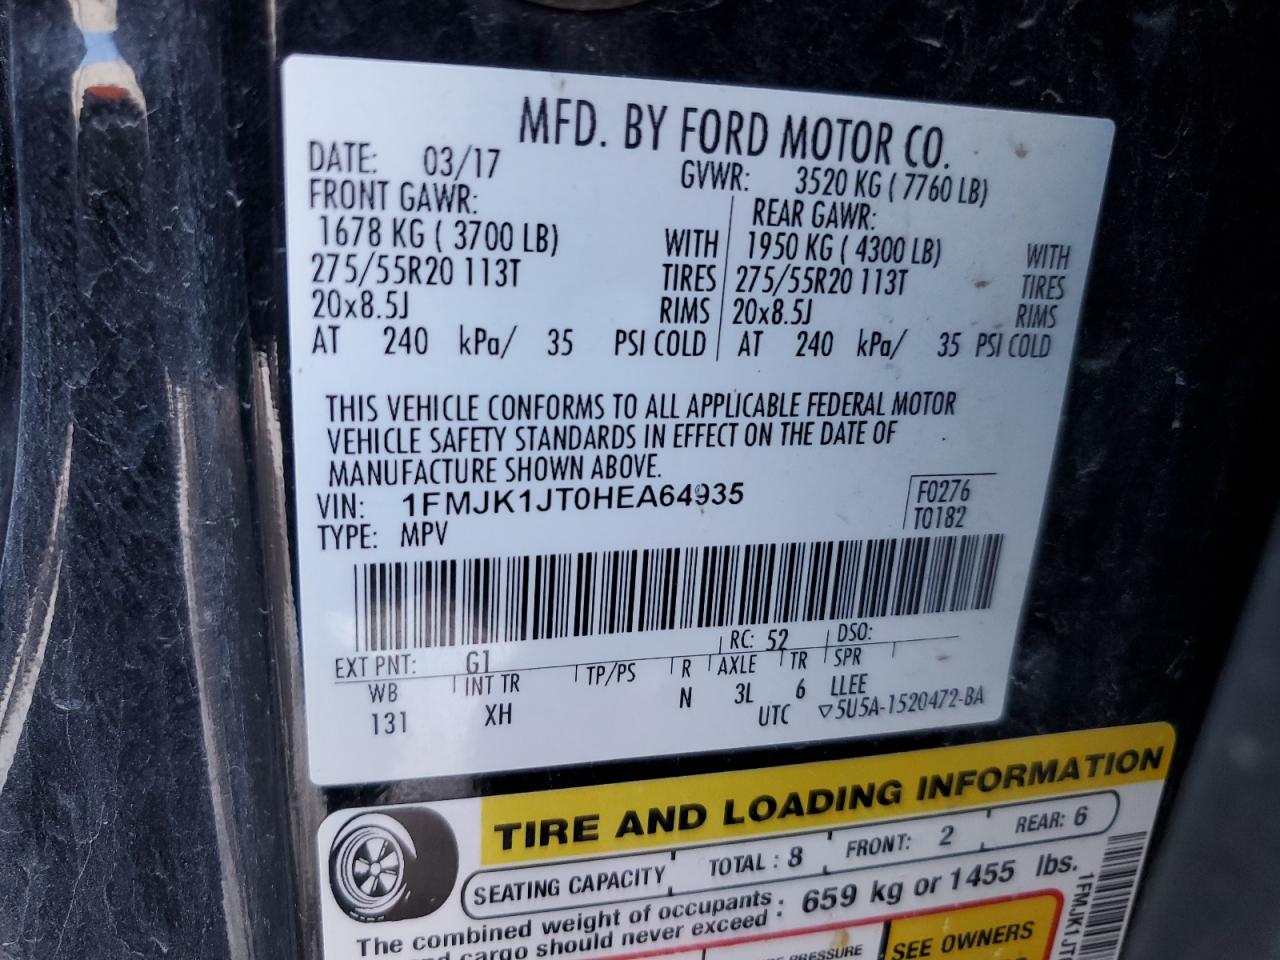 MFD. BY FORD MOTOR CO.
DATE: 03/17 GVWR: 3520 KG ( 7760 LB)
FRONT GAWR: REAR GAWR:
1678 KG ( 3700 LB) WITH 1950 KG ( 4300 LB) WITH
275/55R20 113T TIRES 275/55R20 113T TIRES
20x8.5J RIMS 20x8.5J RIMS
AT 240 kPa/ 35 PSI COLD AT 240 kPa/ 35 PSI COLD
THIS VEHICLE CONFORMS TO ALL APPLICABLE FEDERAL MOTOR
VEHICLE SAFETY STANDARDS IN EFFECT ON THE DATE OF
MANUFACTURE SHOWN ABOVE.
VIN: 1FMJK1JT0HEA64935 F0276
TYPE: MPV T0182
EXT PNT: G1 RC: 52 DSO:
WB INT TR TP/PS R AXLE TR SPR
131 XH N 3L 6 LLEE
UTC ▽5U5A-1520472-BA
TIRE AND LOADING INFORMATION
SEATING CAPACITY TOTAL : 8 FRONT: 2 REAR: 6
The combined weight of occupants : 659 kg or 1455 lbs.
and cargo should never exceed :
PRESSURE
SEE OWNERS
1FMJK1JT